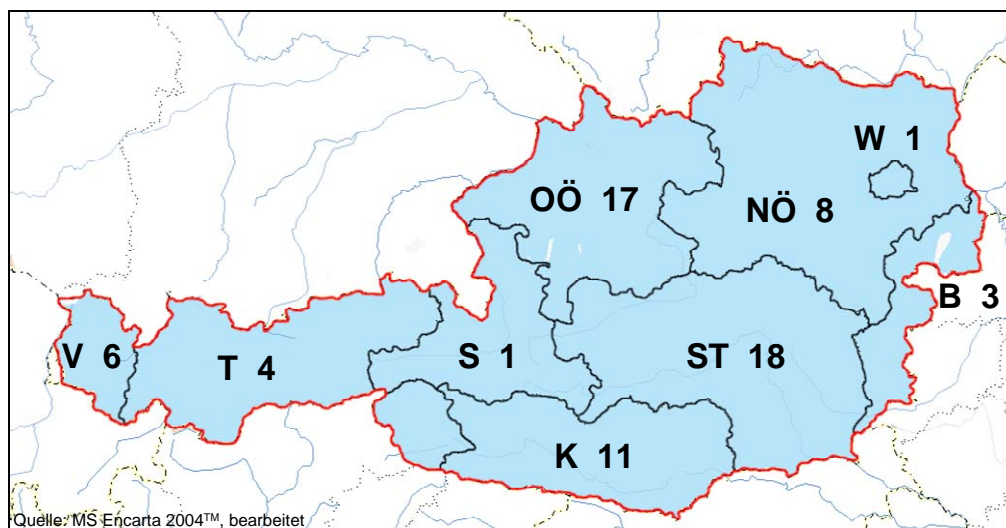 W 1
OÖ 17
NÖ 8
B 3
V 6
T 4
S 1
ST 18
K 11
Quelle: MS Encarta 2004™, bearbeitet